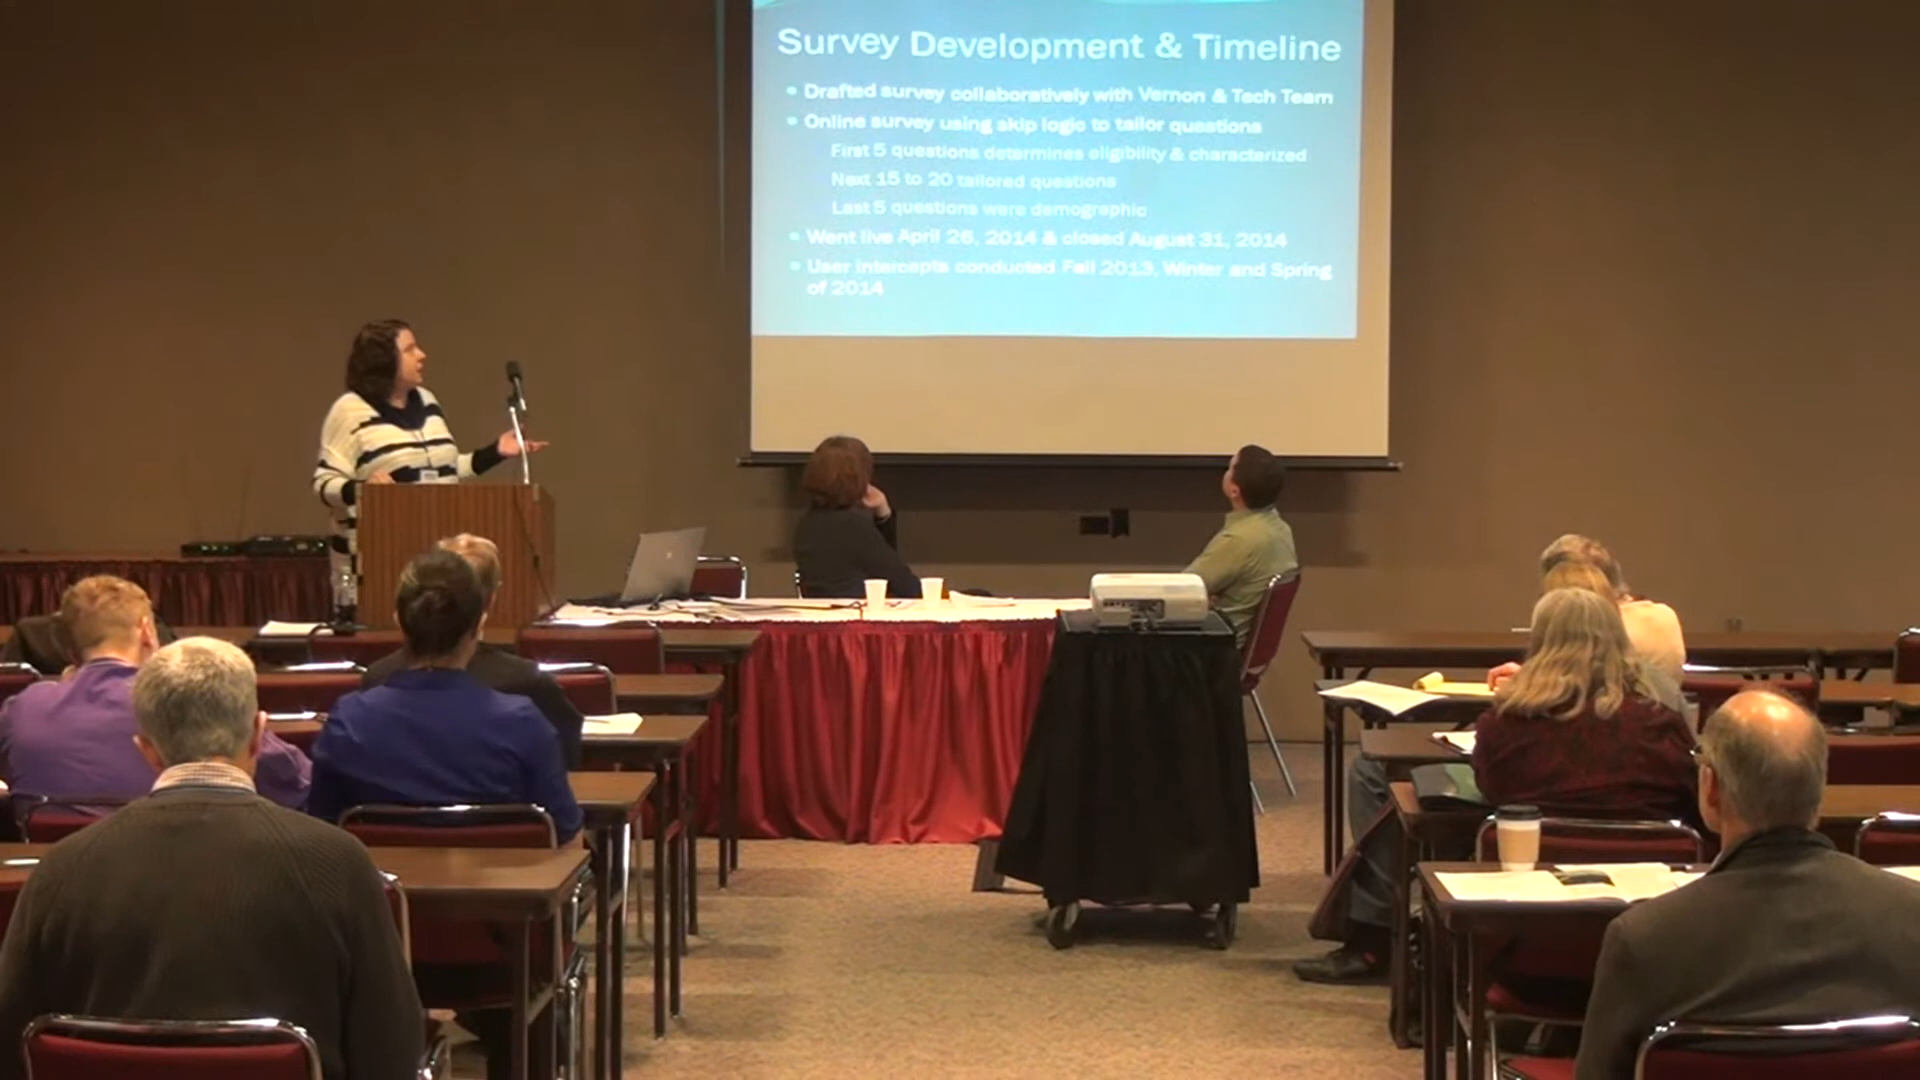 Survey Development & Timeline
• Drafted survey collaboratively with Vernon & Tech Team
• Online survey using skip logic to tailor questions
First 5 questions determines eligibility & characterized
Next 15 to 20 tailored questions
Last 5 questions were demographic
• Went live April 26, 2014 & closed August 31, 2014
• User intercepts conducted Fall 2013, Winter and Spring
of 2014